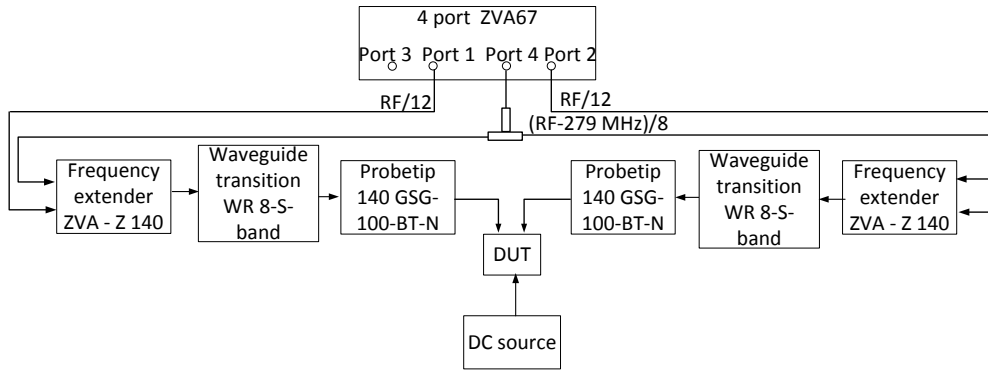 4 port ZVA67
Port 3 Port 1 Port 4 Port 2
RF/12
RF/12
(RF-279 MHz)/8
Frequency
extender
ZVA - Z 140
Waveguide
transition
WR 8-S-
band
Probetip
140 GSG-
100-BT-N
Probetip
140 GSG-
100-BT-N
Waveguide
transition
WR 8-S-
band
Frequency
extender
ZVA - Z 140
DUT
DC source